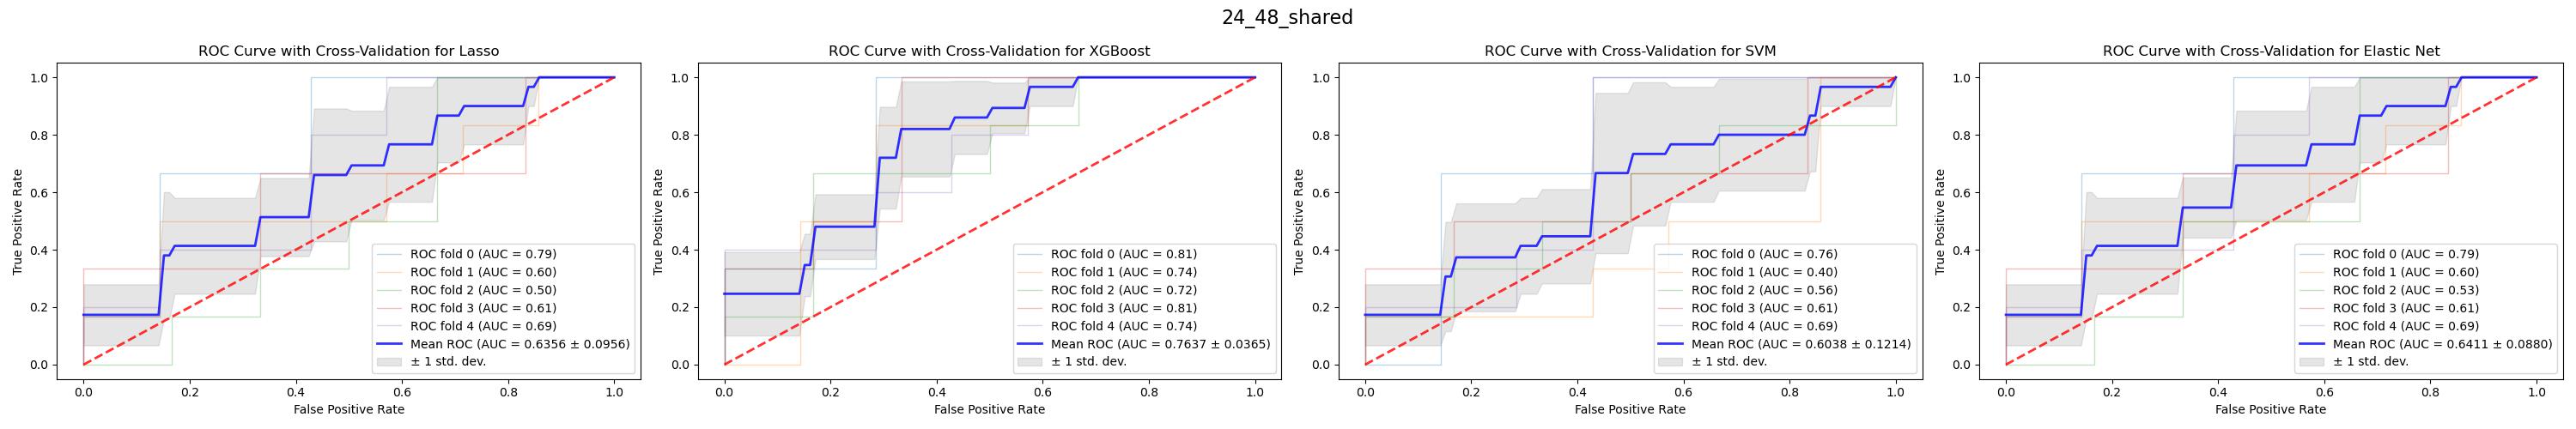 24_48_shared
ROC Curve with Cross-Validation for Lasso
True Positive Rate
1.0
0.8
0.6
0.4
0.2
0.0
0.0 0.2 0.4 0.6 0.8 1.0
False Positive Rate
ROC fold 0 (AUC = 0.79)
ROC fold 1 (AUC = 0.60)
ROC fold 2 (AUC = 0.50)
ROC fold 3 (AUC = 0.61)
ROC fold 4 (AUC = 0.69)
Mean ROC (AUC = 0.6356 ± 0.0956)
± 1 std. dev.
ROC Curve with Cross-Validation for XGBoost
True Positive Rate
1.0
0.8
0.6
0.4
0.2
0.0
0.0 0.2 0.4 0.6 0.8 1.0
False Positive Rate
ROC fold 0 (AUC = 0.81)
ROC fold 1 (AUC = 0.74)
ROC fold 2 (AUC = 0.72)
ROC fold 3 (AUC = 0.81)
ROC fold 4 (AUC = 0.74)
Mean ROC (AUC = 0.7637 ± 0.0365)
± 1 std. dev.
ROC Curve with Cross-Validation for SVM
True Positive Rate
1.0
0.8
0.6
0.4
0.2
0.0
0.0 0.2 0.4 0.6 0.8 1.0
False Positive Rate
ROC fold 0 (AUC = 0.76)
ROC fold 1 (AUC = 0.40)
ROC fold 2 (AUC = 0.56)
ROC fold 3 (AUC = 0.61)
ROC fold 4 (AUC = 0.69)
Mean ROC (AUC = 0.6038 ± 0.1214)
± 1 std. dev.
ROC Curve with Cross-Validation for Elastic Net
True Positive Rate
1.0
0.8
0.6
0.4
0.2
0.0
0.0 0.2 0.4 0.6 0.8 1.0
False Positive Rate
ROC fold 0 (AUC = 0.79)
ROC fold 1 (AUC = 0.60)
ROC fold 2 (AUC = 0.53)
ROC fold 3 (AUC = 0.61)
ROC fold 4 (AUC = 0.69)
Mean ROC (AUC = 0.6411 ± 0.0880)
± 1 std. dev.